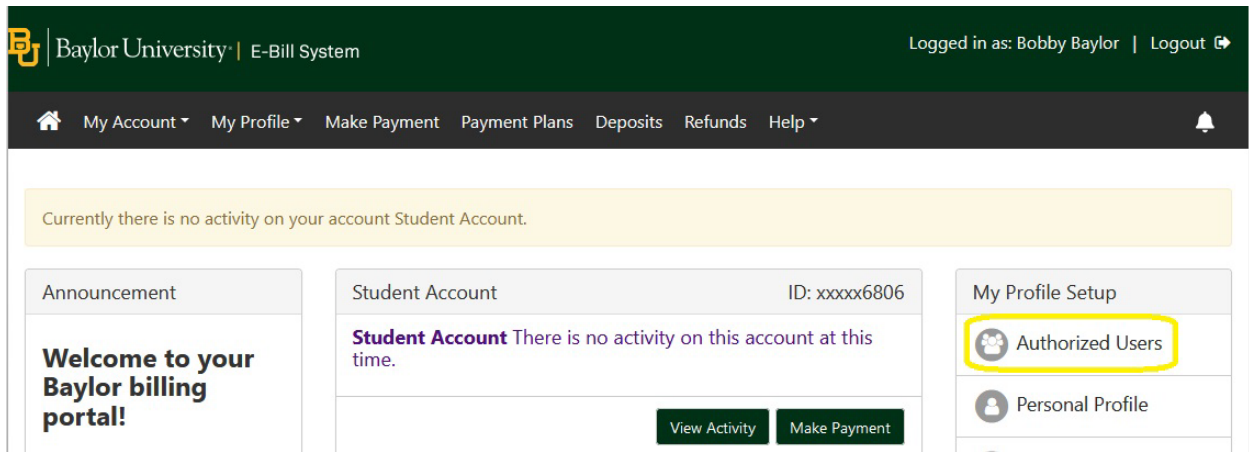 BU Baylor University | E-Bill System
Logged in as: Bobby Baylor | Logout
My Account My Profile Make Payment Payment Plans Deposits Refunds Help
Currently there is no activity on your account Student Account.
Announcement
Welcome to your
Baylor billing
portal!
Student Account ID: xxxxx6806
Student Account There is no activity on this account at this
time.
View Activity Make Payment
My Profile Setup
Authorized Users
Personal Profile